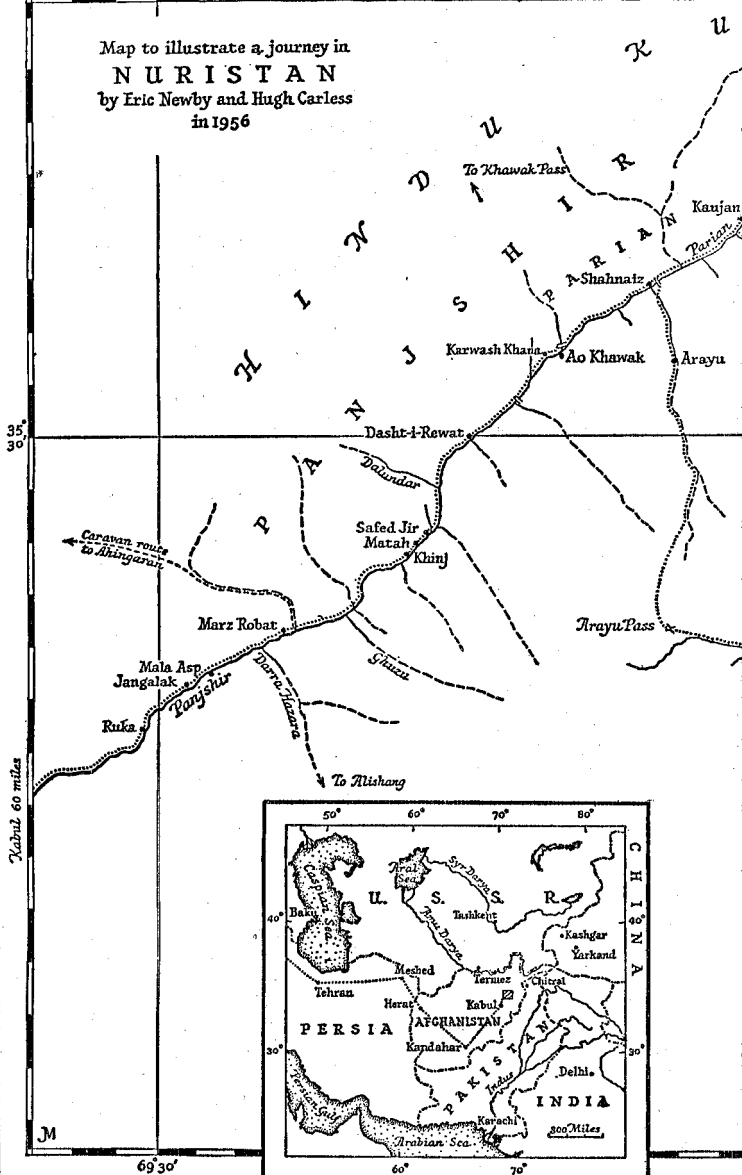 Map to illustrate a journey in
NURISTAN
by Eric Newby and Hugh Carless
in 1956
HINDU KU
PANJSHIR
PARIAN
To Khawak Pass
Kaujan
Parian
Shahnaiz
Karwash Khana
Ao Khawak
Arayu
35°
30'
Dasht-i-Rewat
Dalundar
Safed Jir
Matah
Khinj
Caravan route
to Ahingaran
Marz Robat
Arayu Pass
Ghuzu
Mala Asp
Jangalak
Panjshir
Darra Hazara
Ruka
To Alishang
Kabul 60 miles
50° 60° 70° 80°
CHINA
Caspian Sea
Aral Sea
Syr Darya
U. S. S. R.
Baku
40° 40°
Tashkent
Amu Darya
Kashgar
Yarkand
Meshed
Termez
Chitral
Tehran
Herat
Kabul
PERSIA
AFGHANISTAN
Kandahar
30° 30°
PAKISTAN
Indus
Delhi
Persian Gulf
INDIA
Karachi
Arabian Sea
300 Miles
60° 70°
JM
69°30'